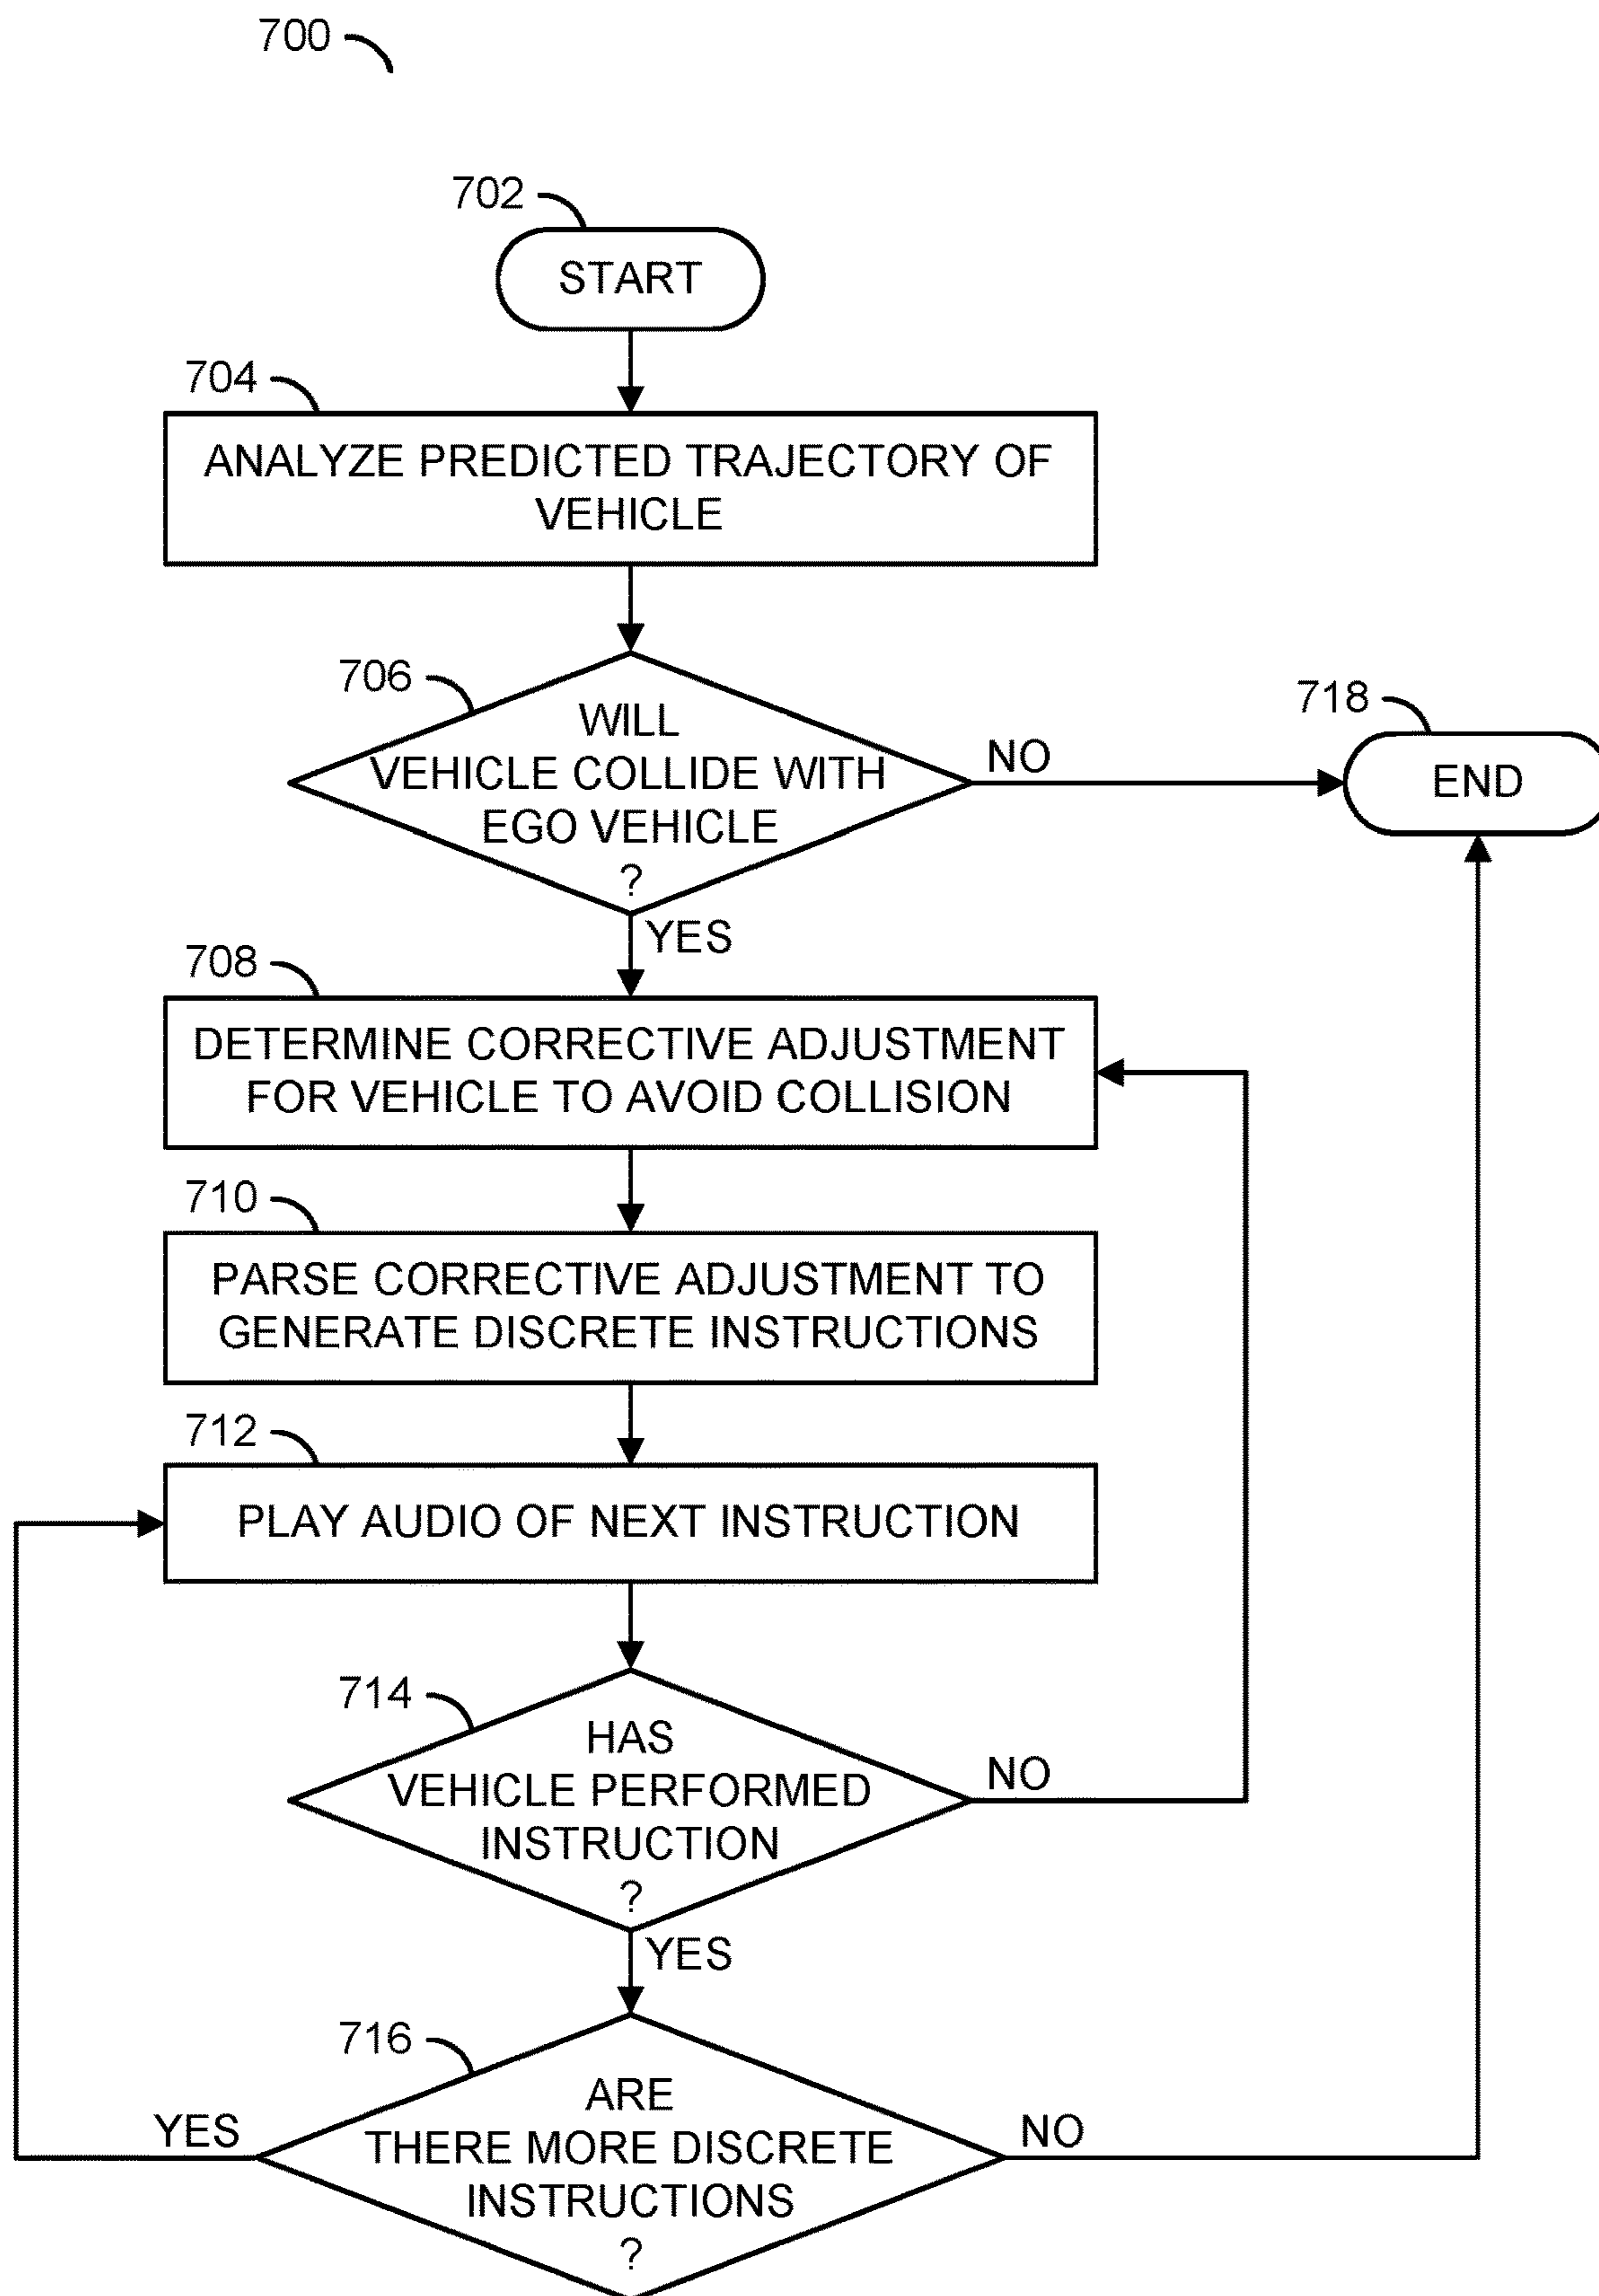 700
702
START
704
ANALYZE PREDICTED TRAJECTORY OF
VEHICLE
706
WILL
VEHICLE COLLIDE WITH
EGO VEHICLE
?
NO
718
END
YES
708
DETERMINE CORRECTIVE ADJUSTMENT
FOR VEHICLE TO AVOID COLLISION
710
PARSE CORRECTIVE ADJUSTMENT TO
GENERATE DISCRETE INSTRUCTIONS
712
PLAY AUDIO OF NEXT INSTRUCTION
714
HAS
VEHICLE PERFORMED
INSTRUCTION
?
NO
YES
716
ARE
THERE MORE DISCRETE
INSTRUCTIONS
?
YES
NO